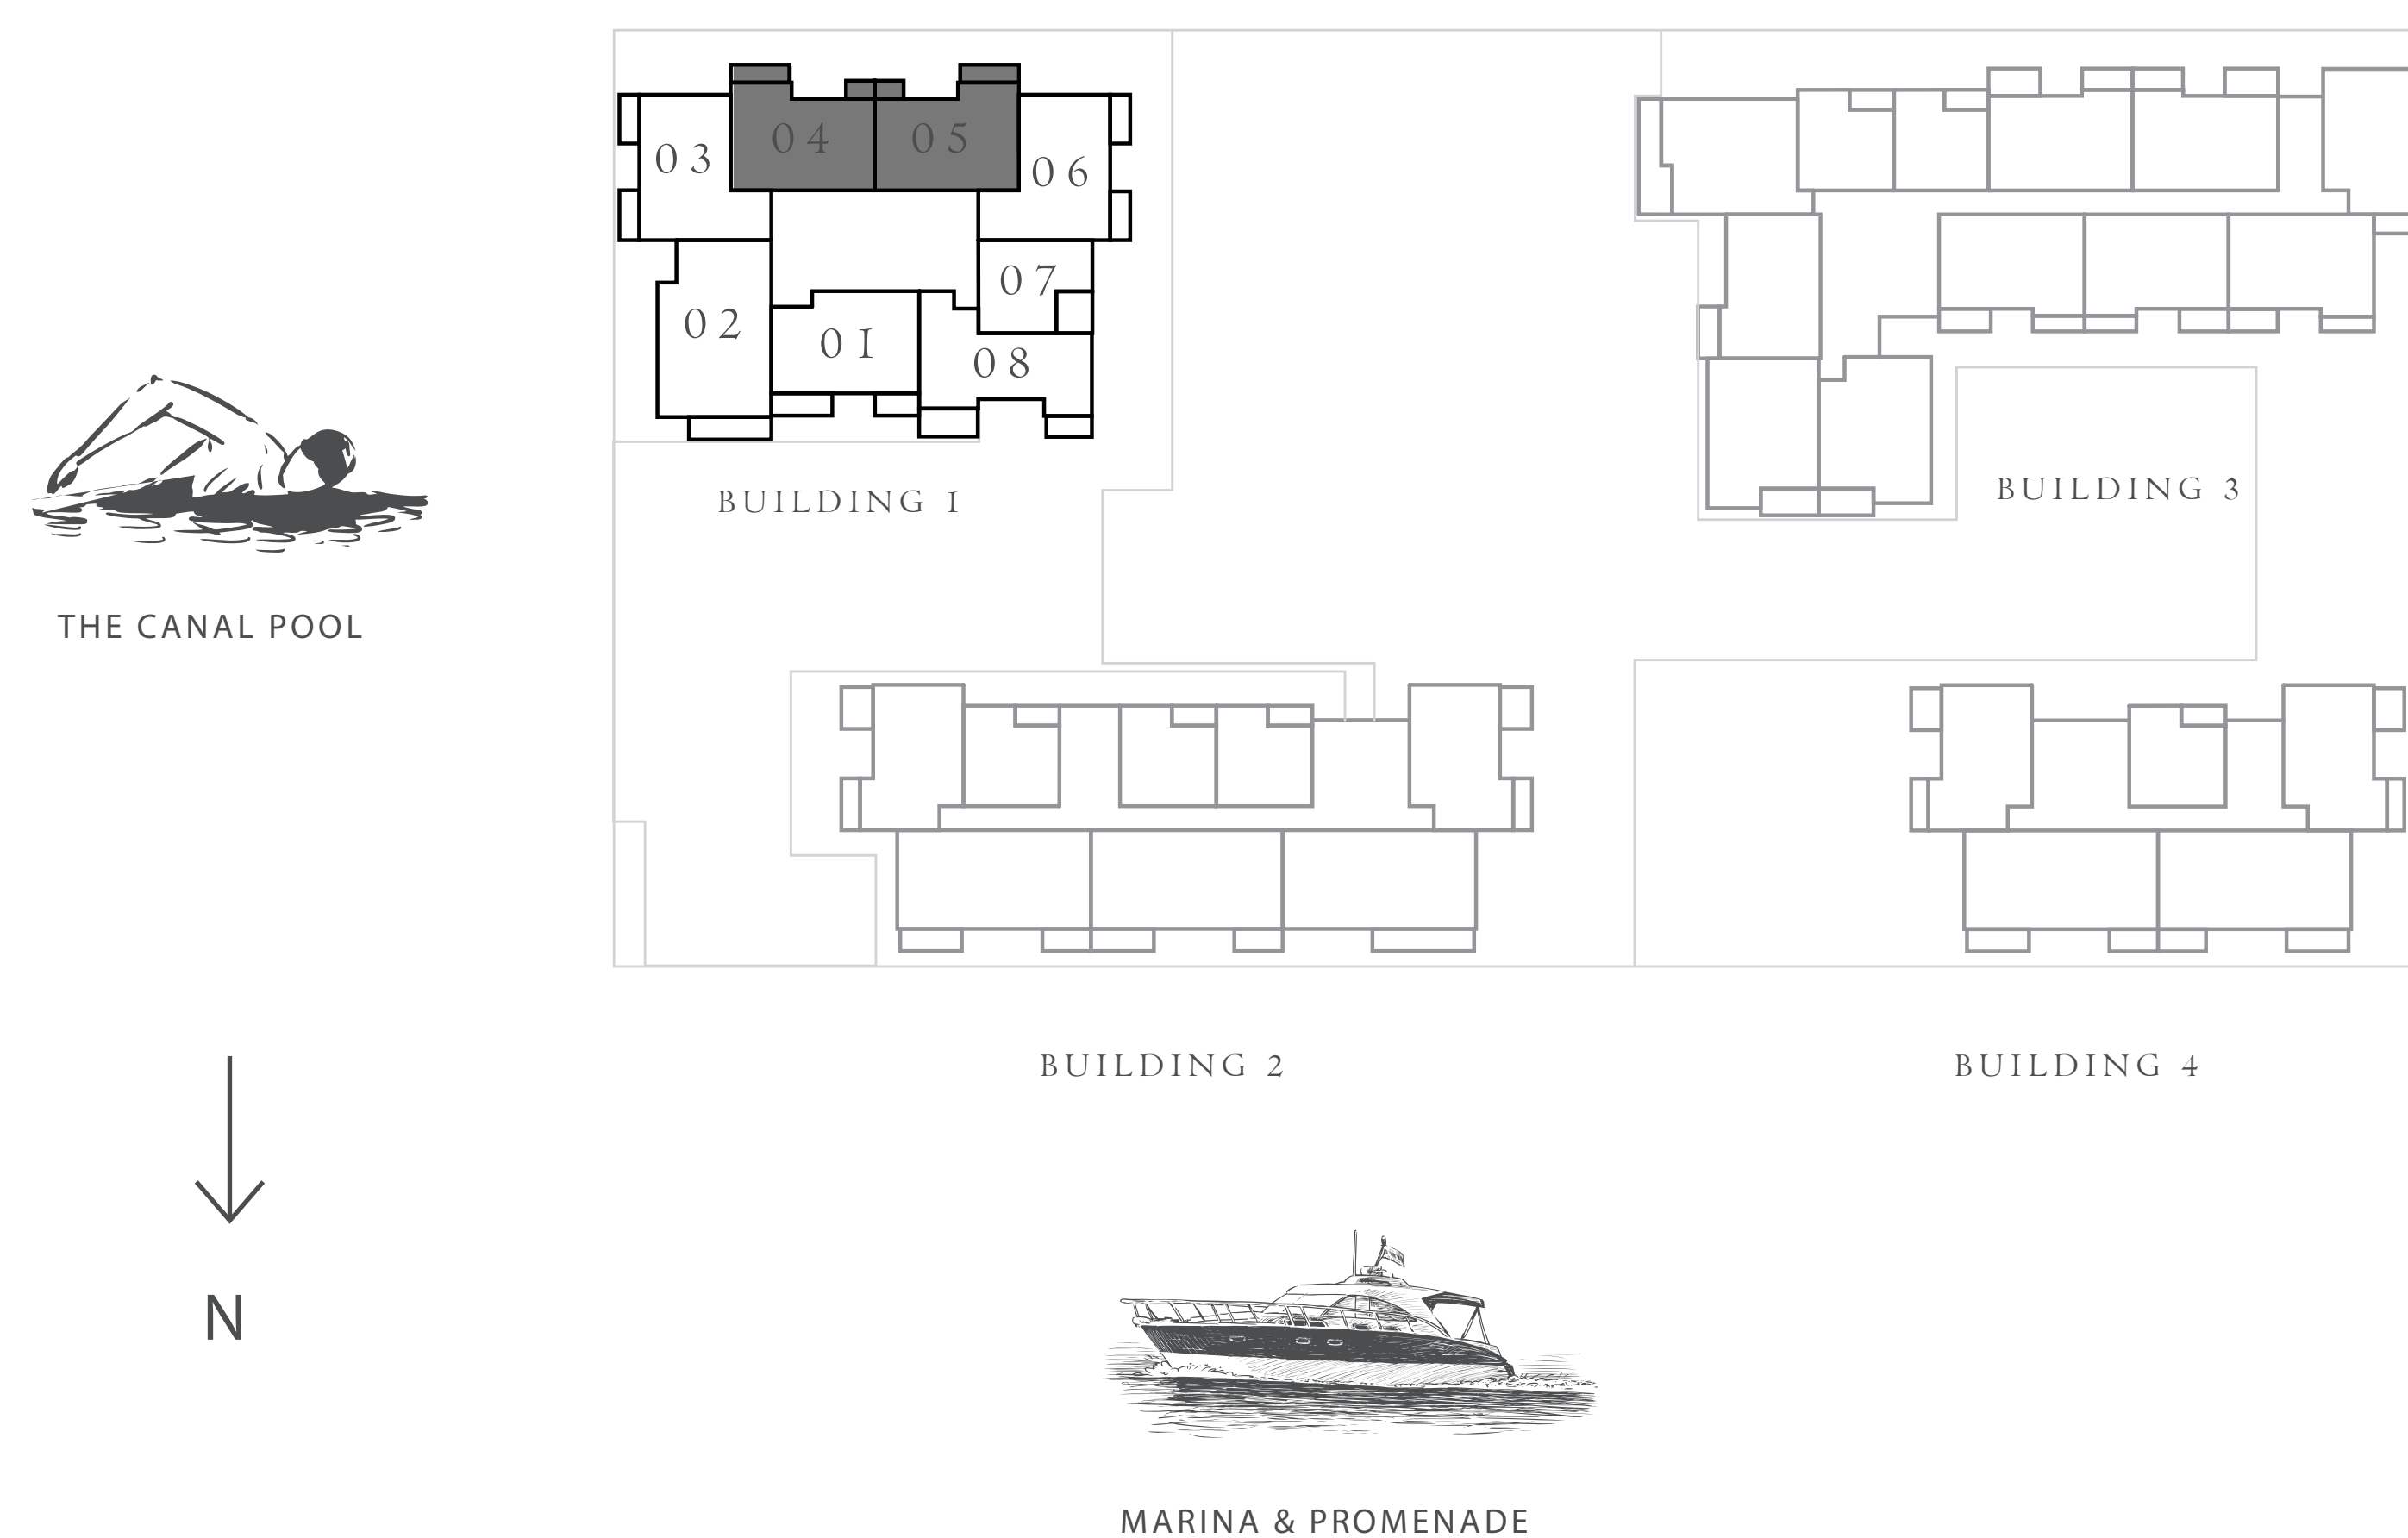 04
05
03
06
07
02
01
08
BUILDING 1
BUILDING 3
THE CANAL POOL
BUILDING 2
BUILDING 4
N
MARINA & PROMENADE